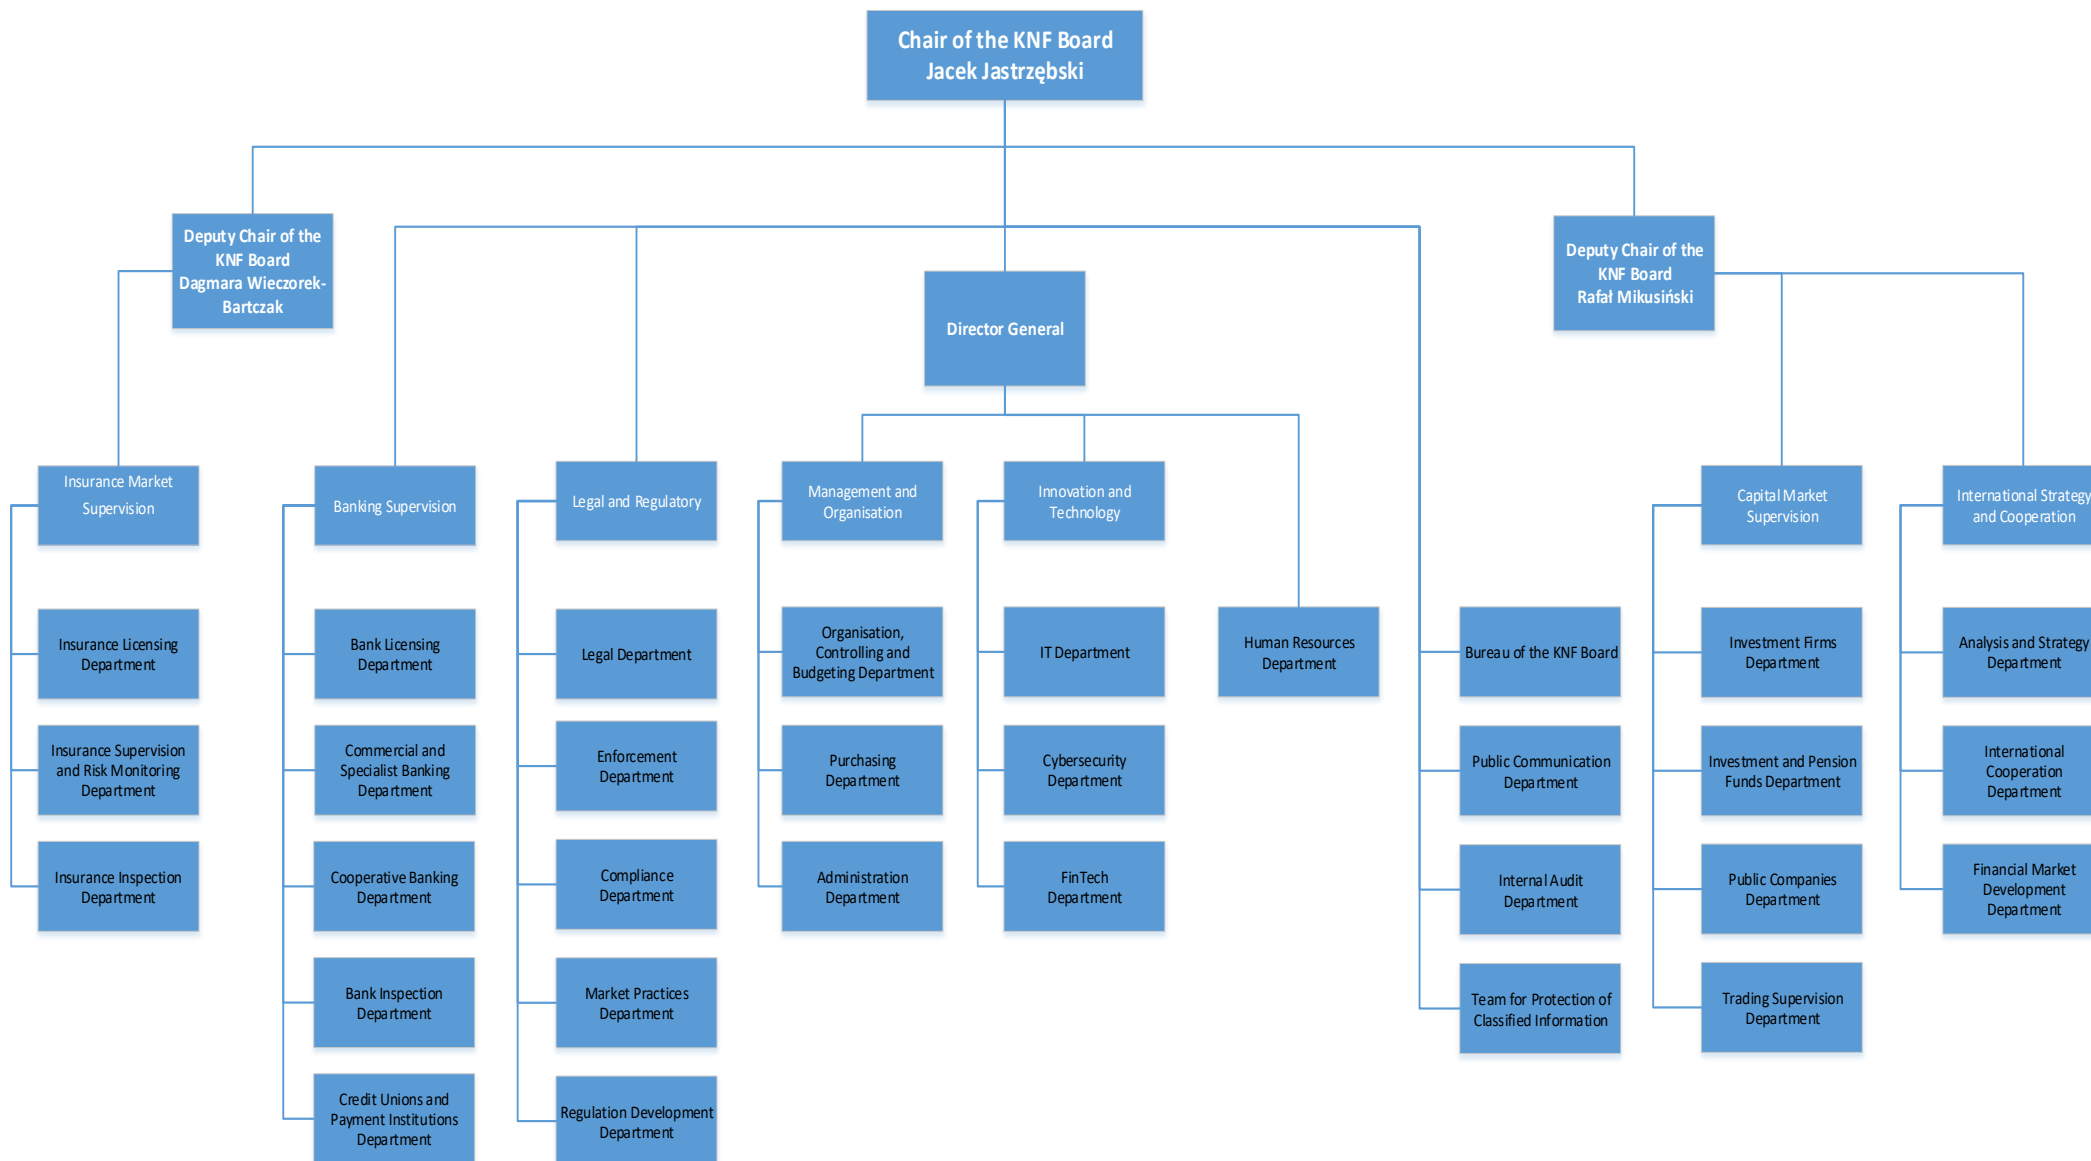 Chair of the KNF Board
Jacek Jastrzębski
Deputy Chair of the
KNF Board
Dagmara Wieczorek-
Bartczak
Deputy Chair of the
KNF Board
Rafał Mikusiński
Director General
Insurance Market
Supervision
Banking Supervision
Legal and Regulatory
Management and
Organisation
Innovation and
Technology
Capital Market
Supervision
International Strategy
and Cooperation
Insurance Licensing
Department
Insurance Supervision
and Risk Monitoring
Department
Insurance Inspection
Department
Bank Licensing
Department
Commercial and
Specialist Banking
Department
Cooperative Banking
Department
Bank Inspection
Department
Credit Unions and
Payment Institutions
Department
Legal Department
Enforcement
Department
Compliance
Department
Market Practices
Department
Regulation Development
Department
Organisation,
Controlling and
Budgeting Department
Purchasing
Department
Administration
Department
IT Department
Cybersecurity
Department
FinTech
Department
Human Resources
Department
Bureau of the KNF Board
Public Communication
Department
Internal Audit
Department
Team for Protection of
Classified Information
Investment Firms
Department
Investment and Pension
Funds Department
Public Companies
Department
Trading Supervision
Department
Analysis and Strategy
Department
International
Cooperation
Department
Financial Market
Development
Department